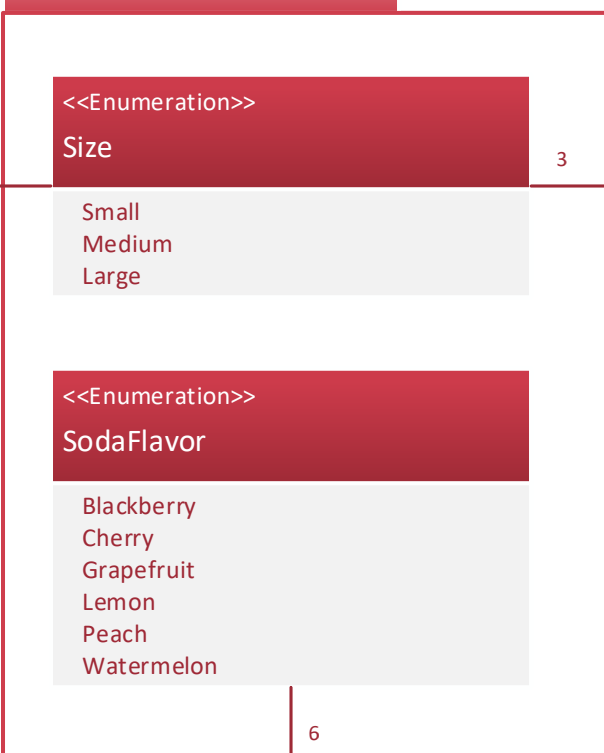 <<Enumeration>>
Size
3
Small
Medium
Large
<<Enumeration>>
SodaFlavor
Blackberry
Cherry
Grapefruit
Lemon
Peach
Watermelon
6